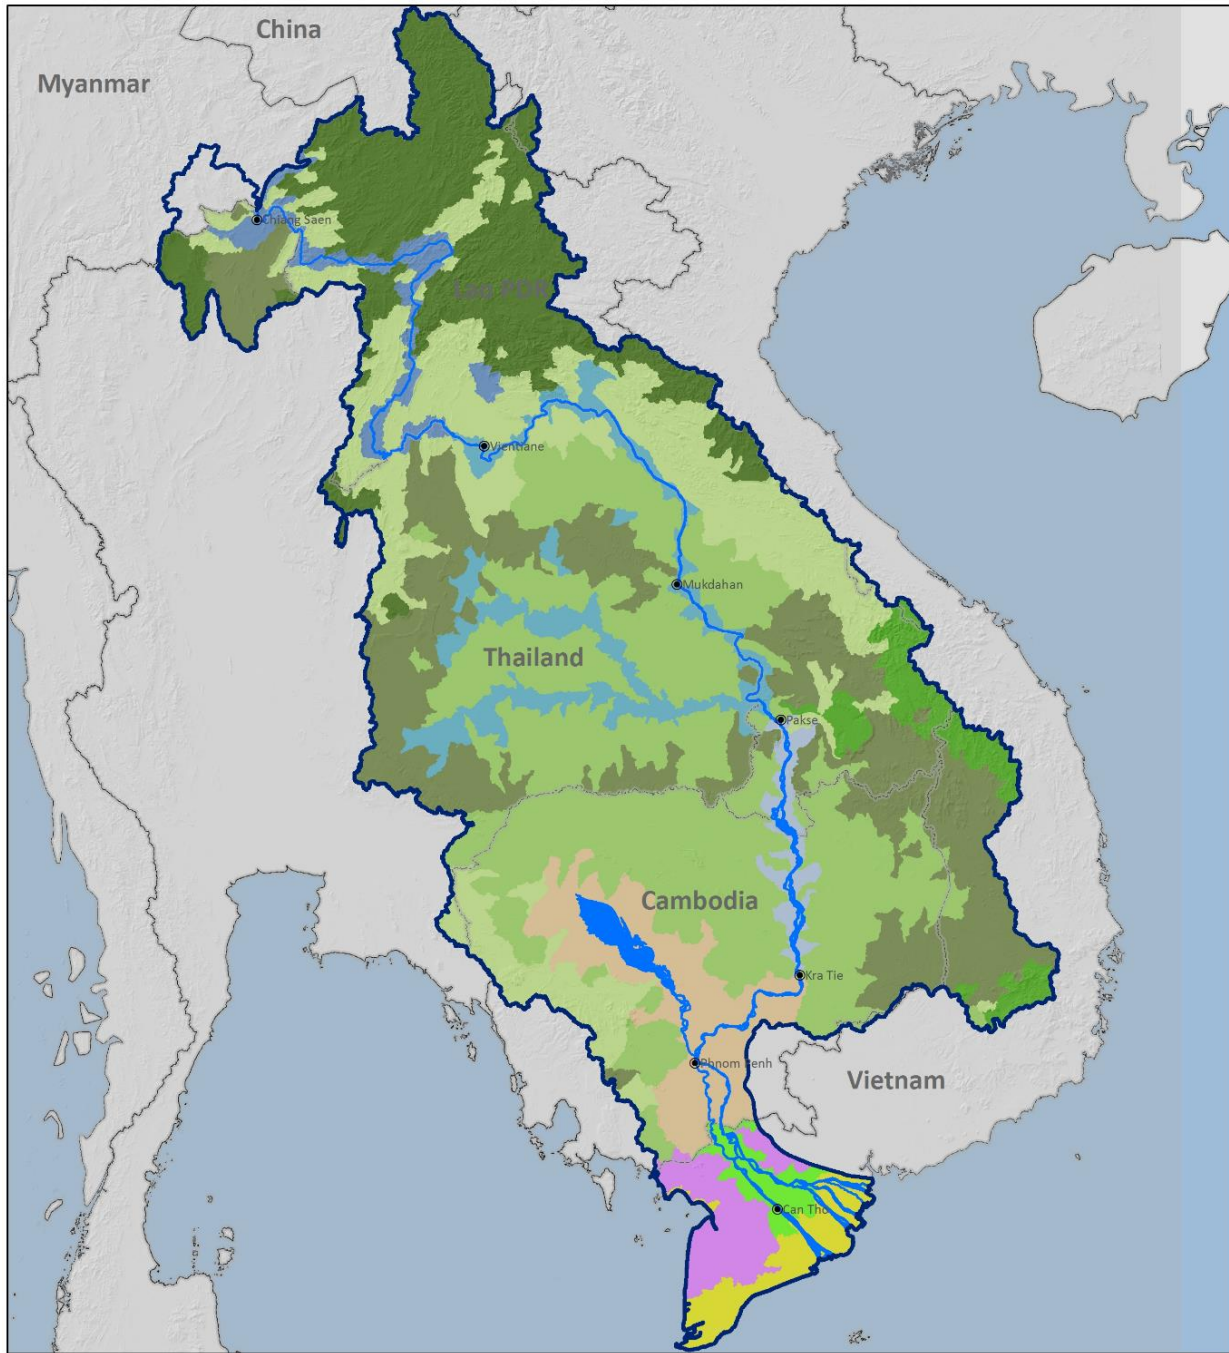 China
Myanmar
Chiang Saen
Lao PDR
Vientiane
Mukdahan
Thailand
Pakse
Cambodia
Kra Tie
Phnom Penh
Vietnam
Can Tho